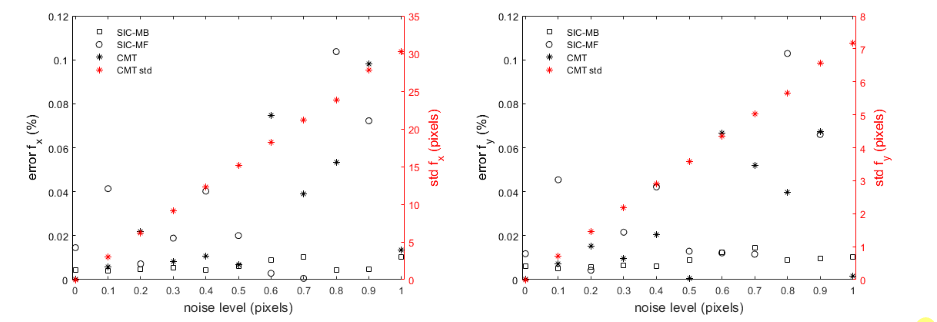 0.12
0.1
0.08
0.06
0.04
0.02
0
error f_x (%)
SIC-MB
SIC-MF
CMT
CMT std
35
30
25
20
15
10
5
0
std f_x (pixels)
0 0.1 0.2 0.3 0.4 0.5 0.6 0.7 0.8 0.9 1
noise level (pixels)
0.12
0.1
0.08
0.06
0.04
0.02
0
error f_y (%)
SIC-MB
SIC-MF
CMT
CMT std
8
7
6
5
4
3
2
1
0
std f_y (pixels)
0 0.1 0.2 0.3 0.4 0.5 0.6 0.7 0.8 0.9 1
noise level (pixels)